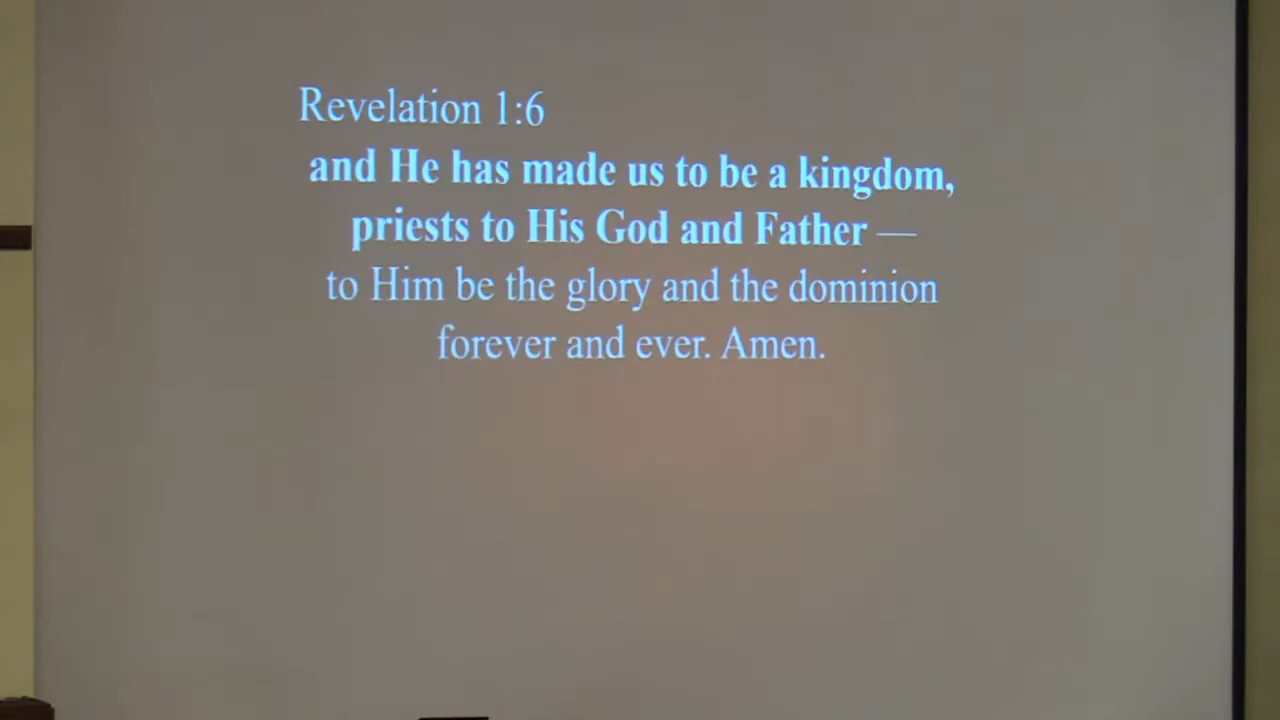 Revelation 1:6
and He has made us to be a kingdom,
priests to His God and Father —
to Him be the glory and the dominion
forever and ever. Amen.